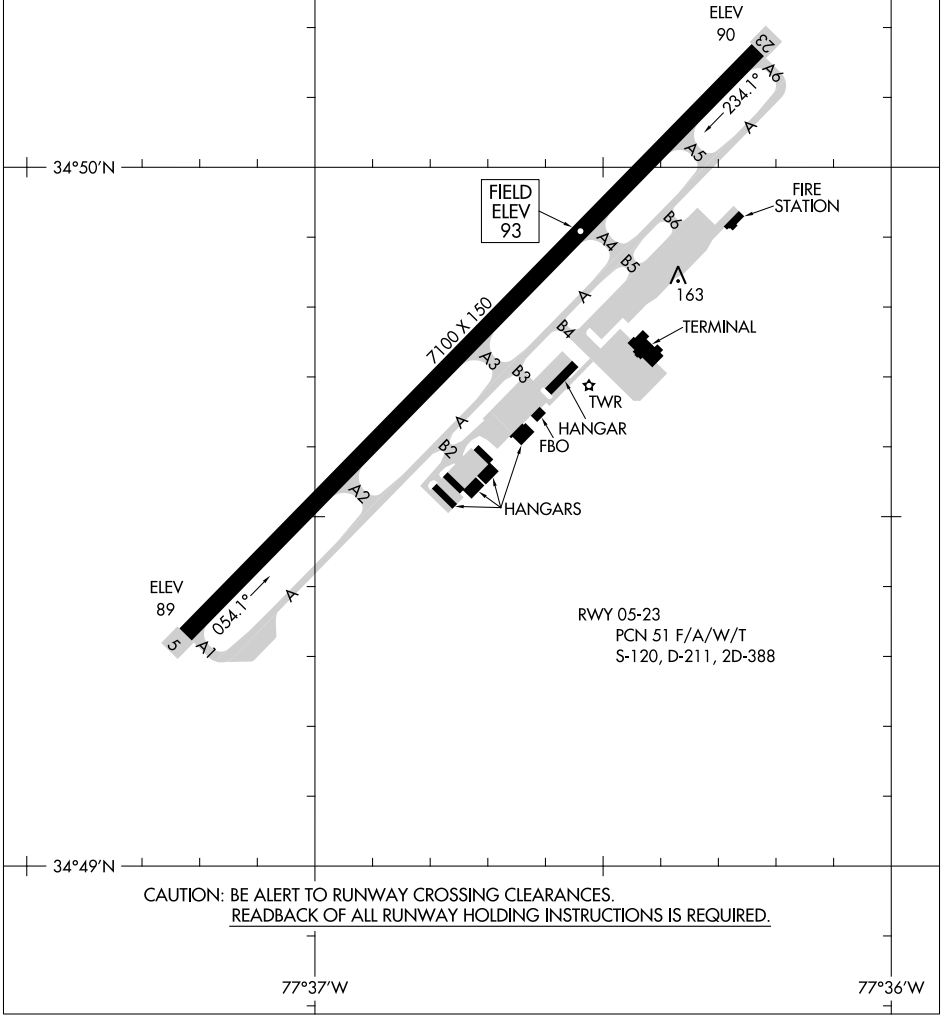 ELEV
90
23
A6
234.1°
A
A5
34°50'N
FIELD
ELEV
93
FIRE
STATION
B6
A4
B5
163
A
7100 X 150
B4
TERMINAL
A3
B3
TWR
HANGAR
FBO
A
B2
HANGARS
A2
ELEV
89
054.1°
A
5
A1
RWY 05-23
PCN 51 F/A/W/T
S-120, D-211, 2D-388
34°49'N
CAUTION: BE ALERT TO RUNWAY CROSSING CLEARANCES.
READBACK OF ALL RUNWAY HOLDING INSTRUCTIONS IS REQUIRED.
77°37'W
77°36'W